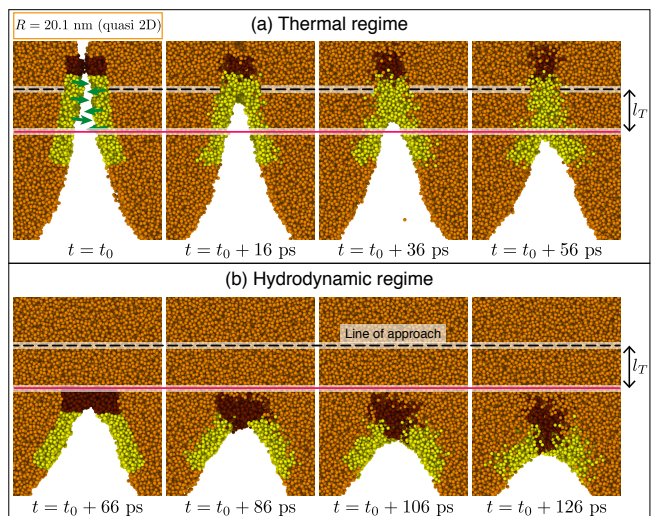 R = 20.1 nm (quasi 2D)
(a) Thermal regime
l_T
t = t_0
t = t_0 + 16 ps
t = t_0 + 36 ps
t = t_0 + 56 ps
(b) Hydrodynamic regime
Line of approach
l_T
t = t_0 + 66 ps
t = t_0 + 86 ps
t = t_0 + 106 ps
t = t_0 + 126 ps